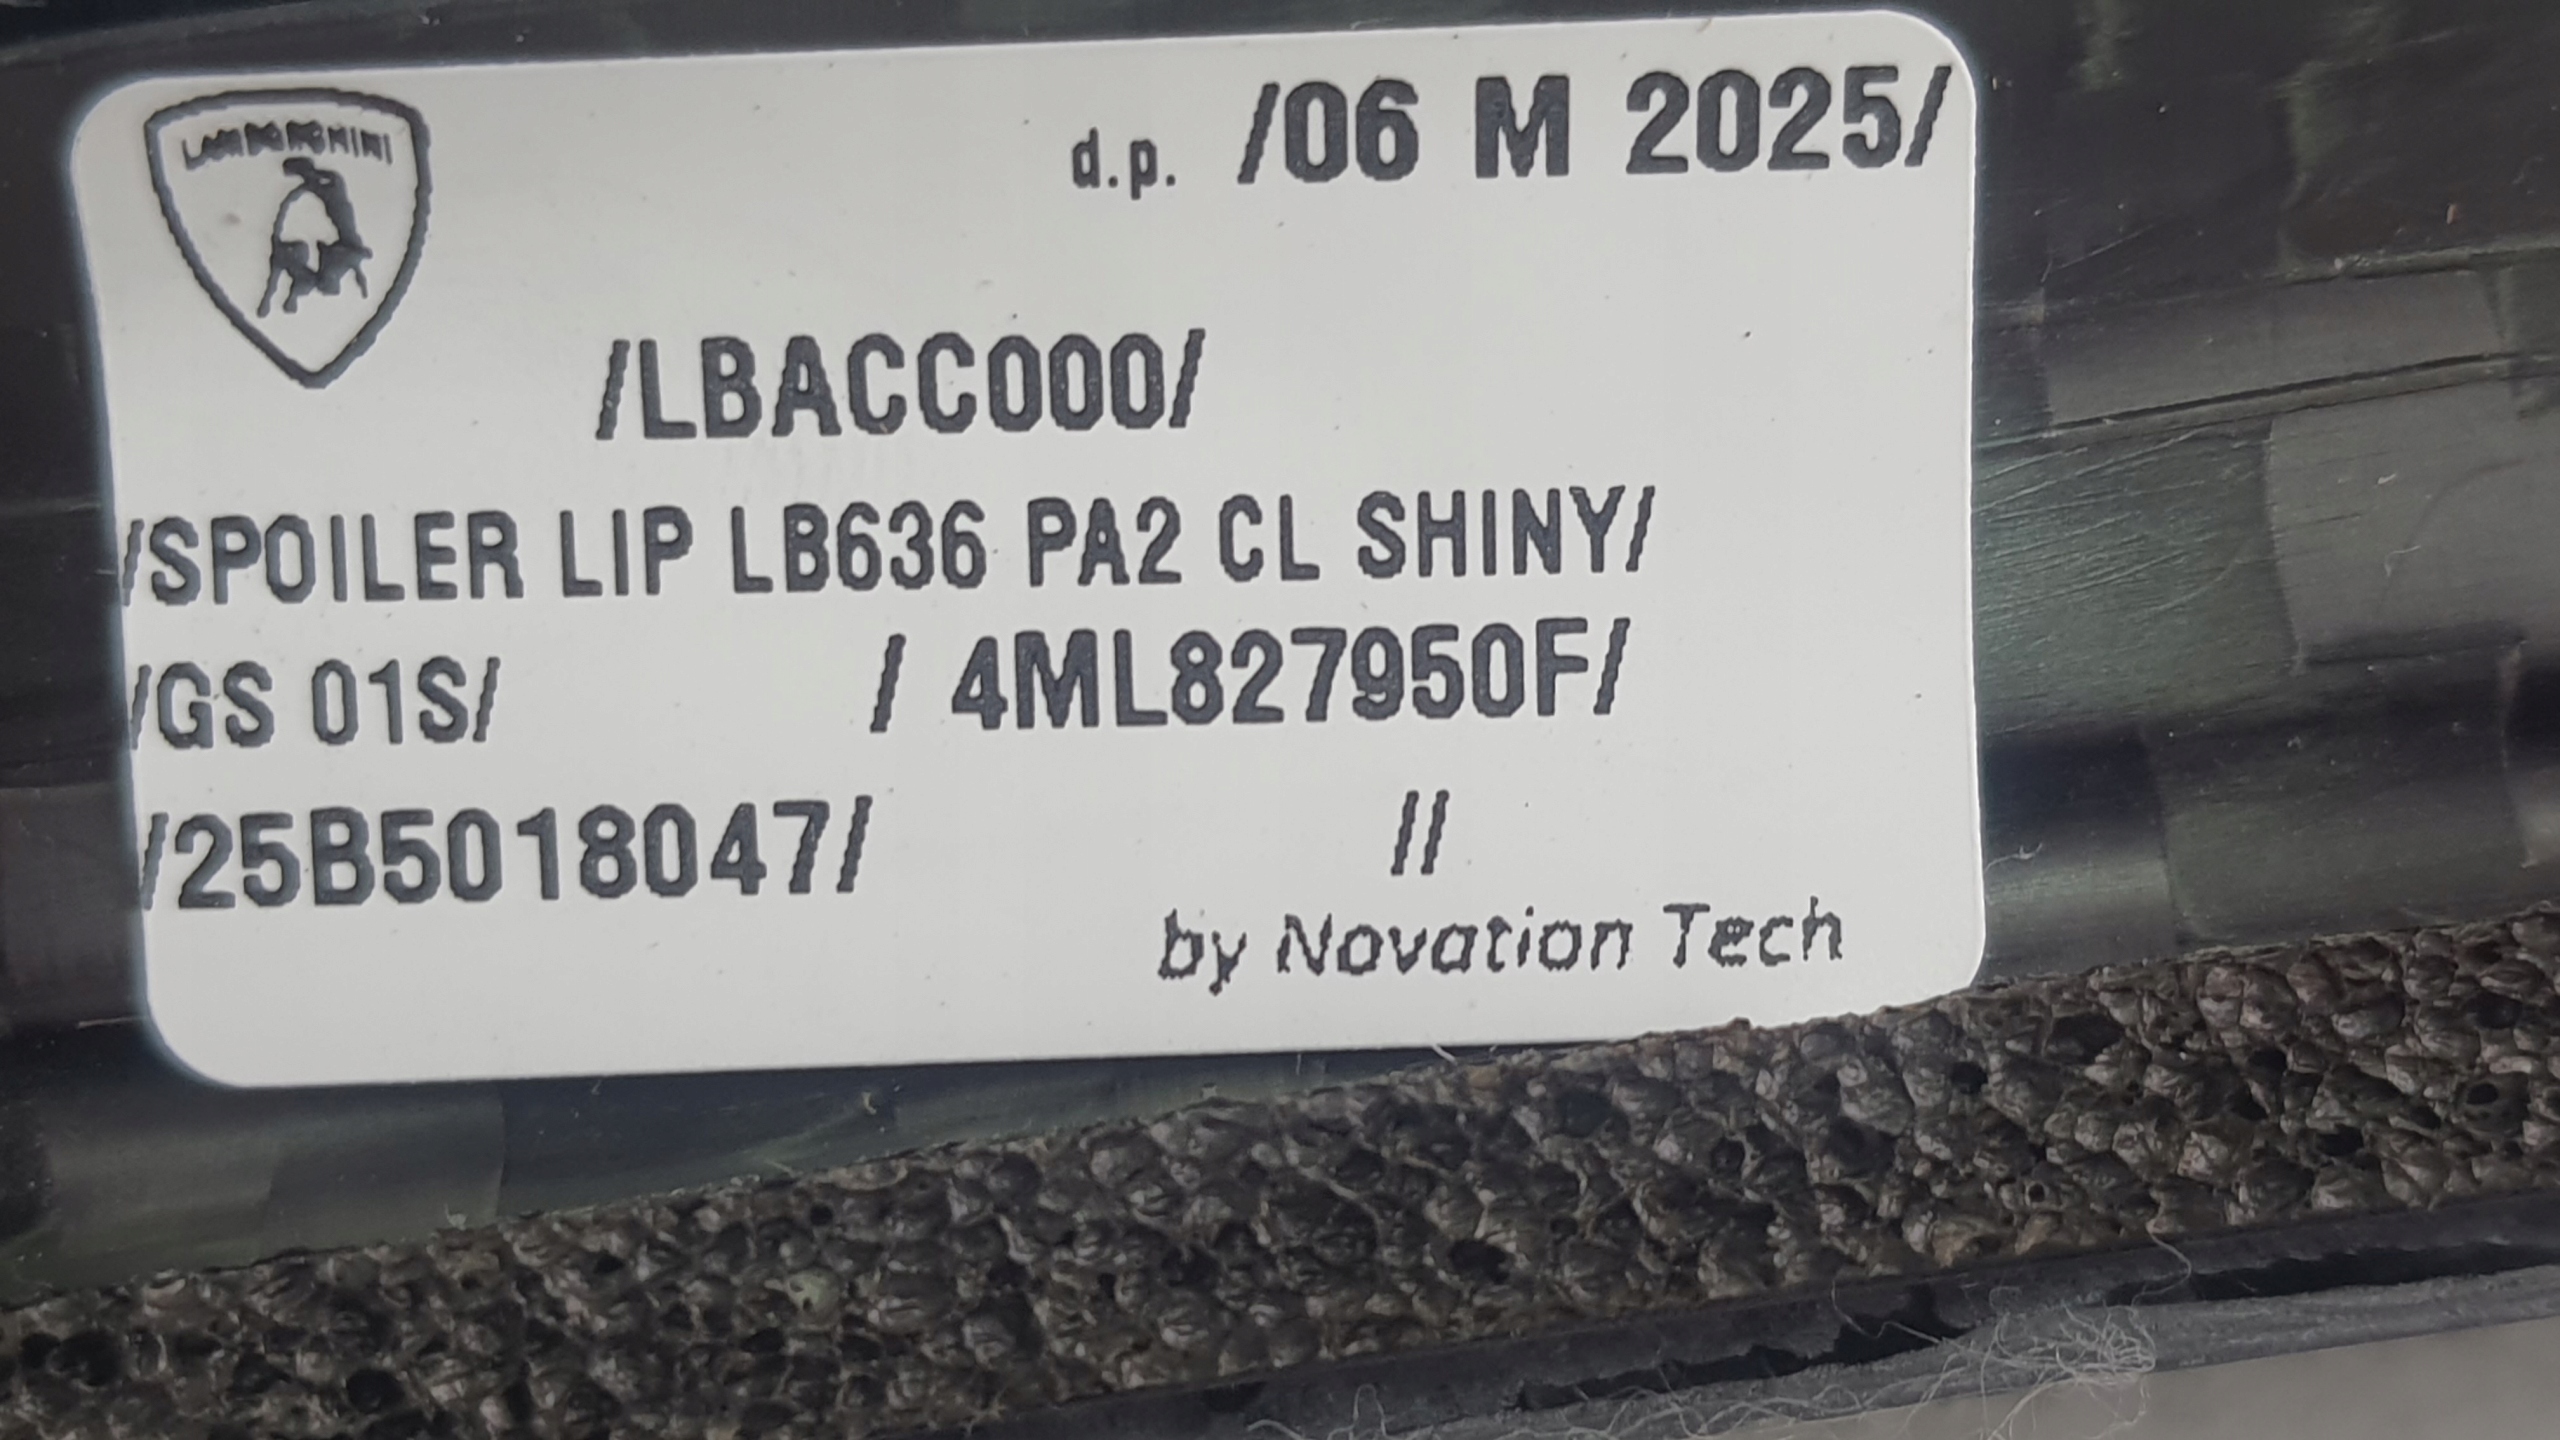 LAMBORGHINI
d.p. /06 M 2025/
/LBACC000/
/SPOILER LIP LB636 PA2 CL SHINY/
/GS 01S/ / 4ML827950F/
/25B5018047/ //
by Novation Tech